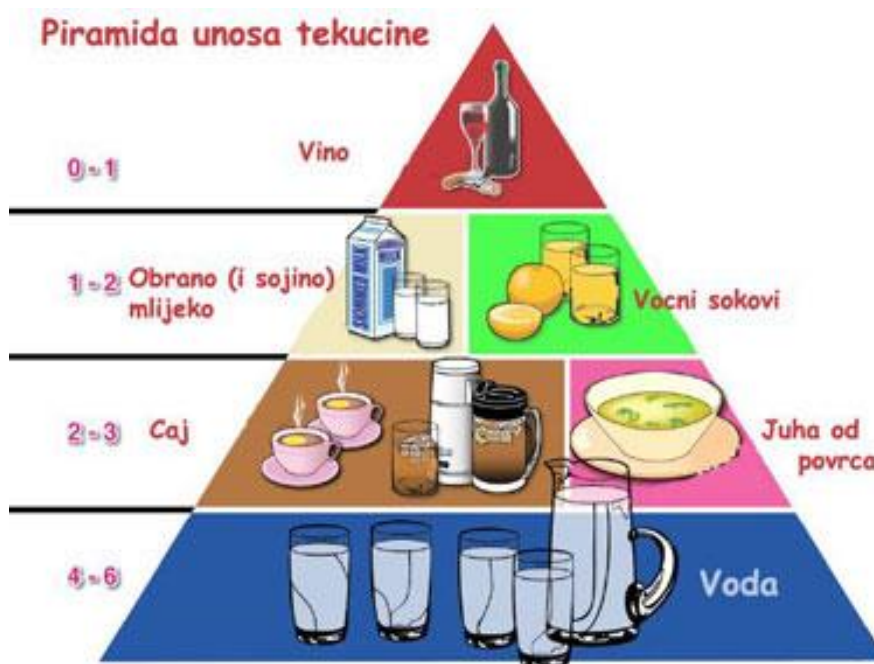 Piramida unosa tekucine
Vino
0-1
1-2
Obrano (i sojino)
mlijeko
MILK
Vocni sokovi
2-3
Caj
Juha od
povrca
4-6
Voda